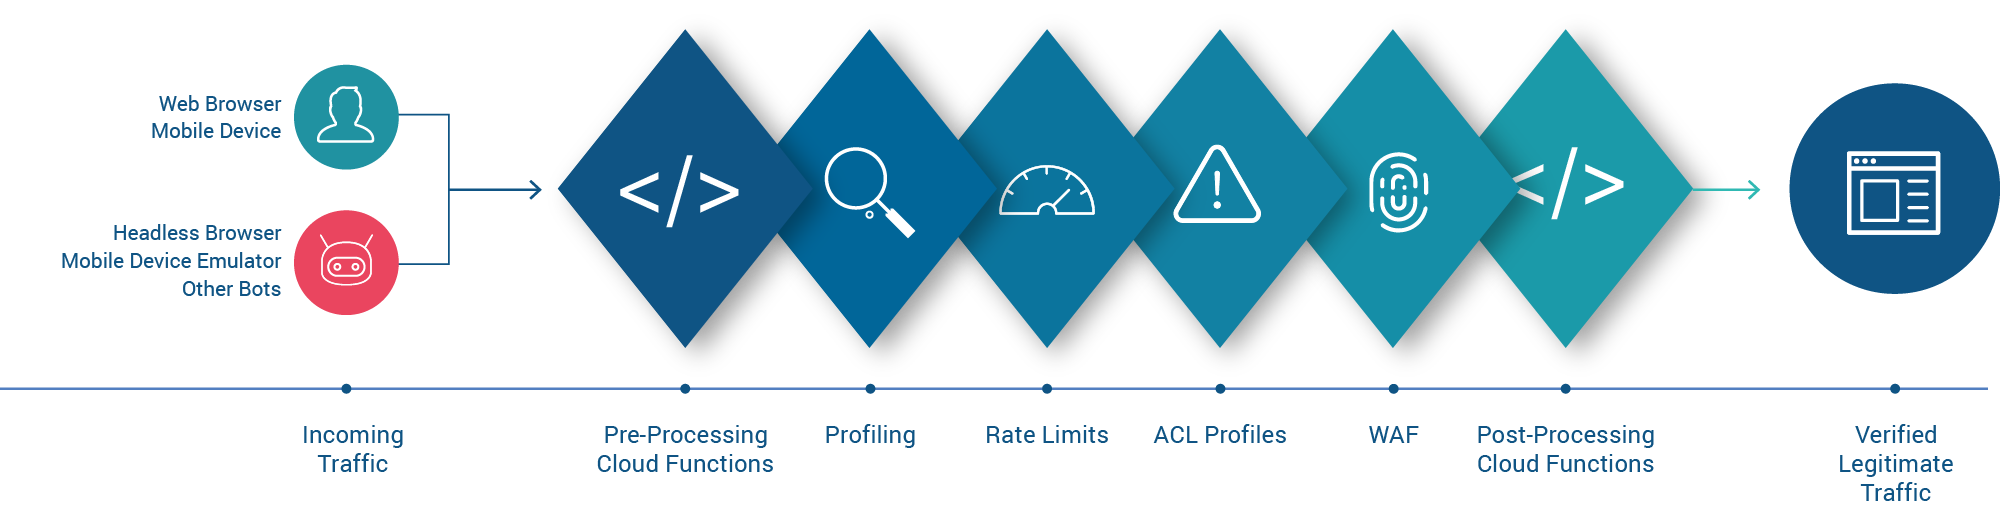 Web Browser
Mobile Device
Headless Browser
Mobile Device Emulator
Other Bots
</>
</>
Incoming
Traffic
Pre-Processing
Cloud Functions
Profiling
Rate Limits
ACL Profiles
WAF
Post-Processing
Cloud Functions
Verified
Legitimate
Traffic